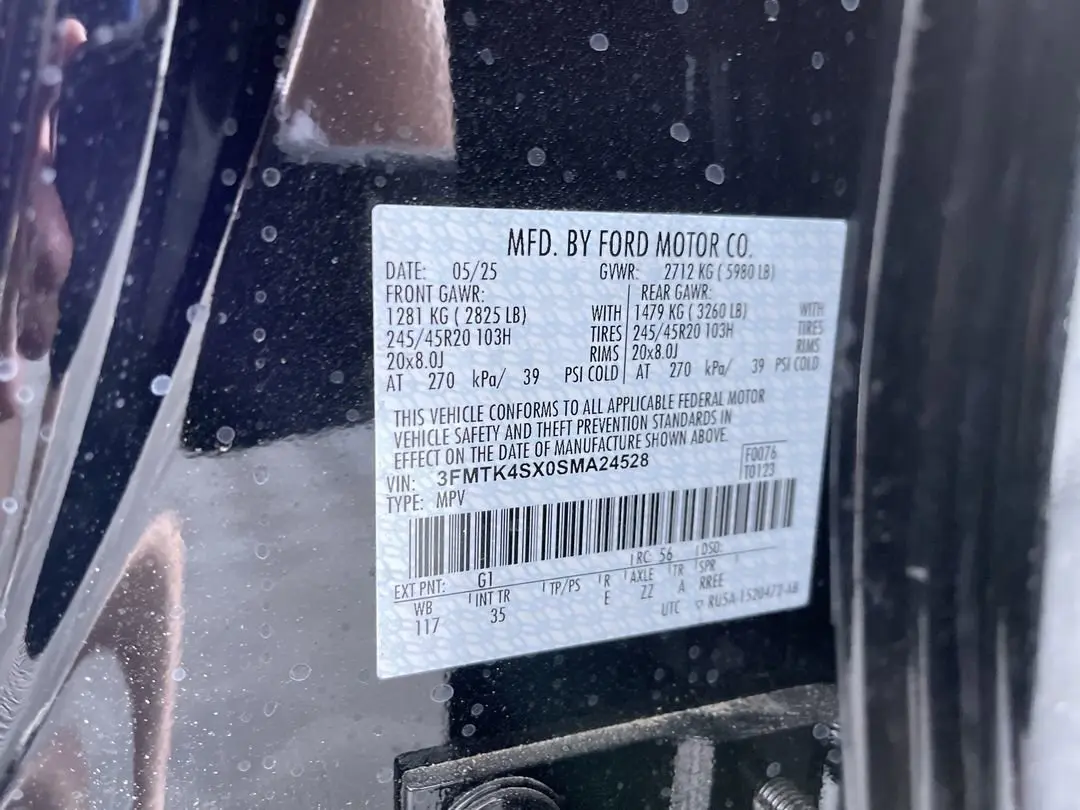 MFD. BY FORD MOTOR CO.
DATE: 05/25 GVWR: 2712 KG ( 5980 LB)
FRONT GAWR: REAR GAWR:
1281 KG ( 2825 LB) WITH 1479 KG ( 3260 LB) WITH
245/45R20 103H TIRES 245/45R20 103H TIRES
20x8.0J RIMS 20x8.0J RIMS
AT 270 kPa/ 39 PSI COLD AT 270 kPa/ 39 PSI COLD
THIS VEHICLE CONFORMS TO ALL APPLICABLE FEDERAL MOTOR
VEHICLE SAFETY AND THEFT PREVENTION STANDARDS IN
EFFECT ON THE DATE OF MANUFACTURE SHOWN ABOVE.
VIN: 3FMTK4SX0SMA24528 F0076
TYPE: MPV T0123
EXT PNT: G1 RC: 56 DSO:
WB INT TR TP/PS R AXLE TR SPR
117 35 E ZZ A RREE
UTC